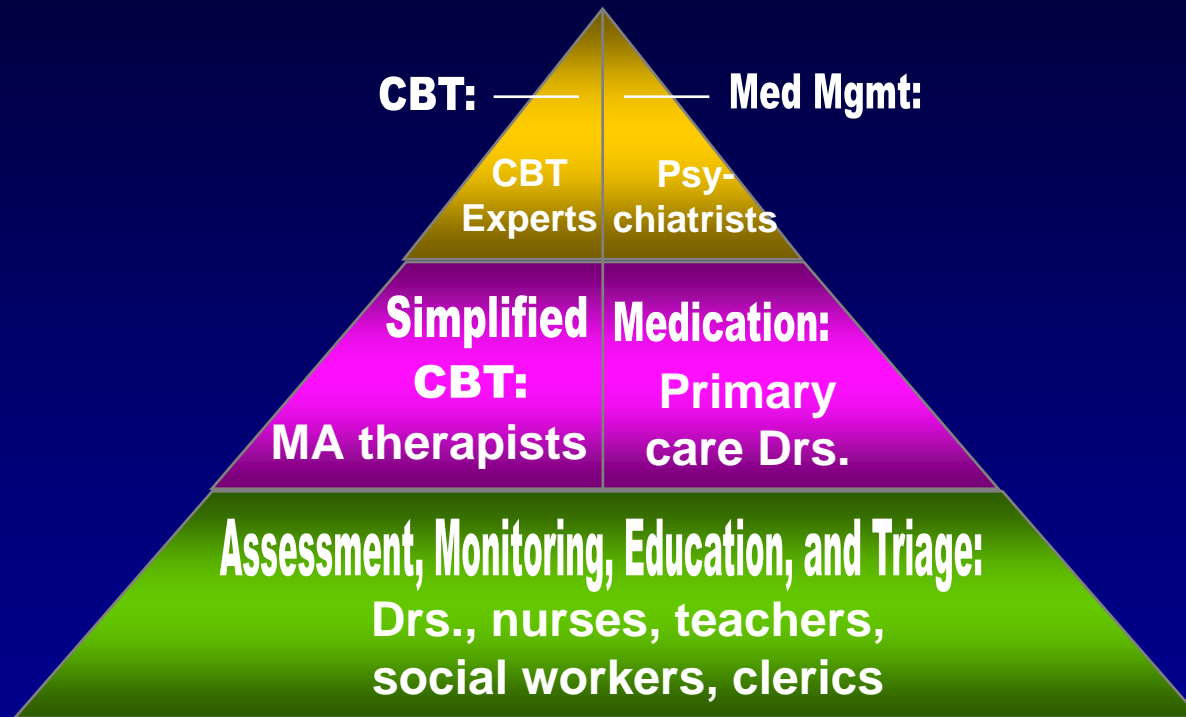 CBT:
Med Mgmt:
CBT
Experts
Psy-
chiatrists
Simplified
CBT:
MA therapists
Medication:
Primary
care Drs.
Assessment, Monitoring, Education, and Triage:
Drs., nurses, teachers,
social workers, clerics